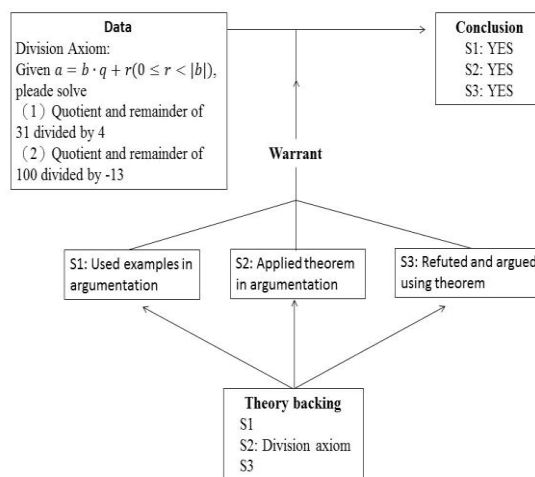 Data
Division Axiom:
Given a = b · q + r(0 ≤ r < |b|),
pleade solve
（1）Quotient and remainder of
31 divided by 4
（2）Quotient and remainder of
100 divided by -13
Conclusion
S1: YES
S2: YES
S3: YES
Warrant
S1: Used examples in
argumentation
S2: Applied theorem
in argumentation
S3: Refuted and argued
using theorem
Theory backing
S1
S2: Division axiom
S3